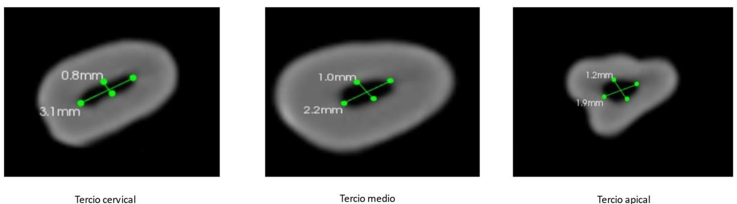 0.8mm
3.1mm
1.0mm
2.2mm
1.2mm
1.9mm
Tercio cervical
Tercio medio
Tercio apical